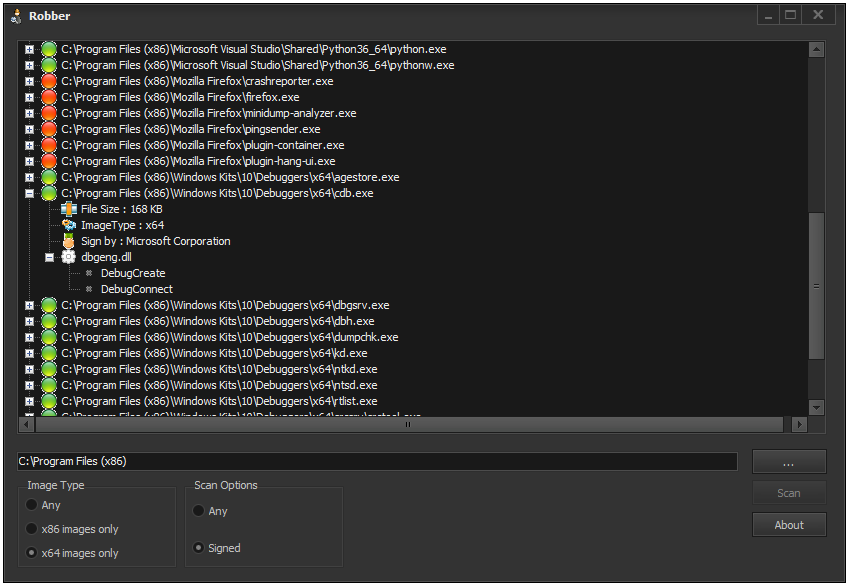 Robber
C:\Program Files (x86)\Microsoft Visual Studio\Shared\Python36_64\python.exe
C:\Program Files (x86)\Microsoft Visual Studio\Shared\Python36_64\pythonw.exe
C:\Program Files (x86)\Mozilla Firefox\crashreporter.exe
C:\Program Files (x86)\Mozilla Firefox\firefox.exe
C:\Program Files (x86)\Mozilla Firefox\minidump-analyzer.exe
C:\Program Files (x86)\Mozilla Firefox\pingsender.exe
C:\Program Files (x86)\Mozilla Firefox\plugin-container.exe
C:\Program Files (x86)\Mozilla Firefox\plugin-hang-ui.exe
C:\Program Files (x86)\Windows Kits\10\Debuggers\x64\agestore.exe
C:\Program Files (x86)\Windows Kits\10\Debuggers\x64\cdb.exe
File Size : 168 KB
ImageType : x64
Sign by : Microsoft Corporation
dbgeng.dll
DebugCreate
DebugConnect
C:\Program Files (x86)\Windows Kits\10\Debuggers\x64\dbgsrv.exe
C:\Program Files (x86)\Windows Kits\10\Debuggers\x64\dbh.exe
C:\Program Files (x86)\Windows Kits\10\Debuggers\x64\dumpchk.exe
C:\Program Files (x86)\Windows Kits\10\Debuggers\x64\kd.exe
C:\Program Files (x86)\Windows Kits\10\Debuggers\x64\ntkd.exe
C:\Program Files (x86)\Windows Kits\10\Debuggers\x64\ntsd.exe
C:\Program Files (x86)\Windows Kits\10\Debuggers\x64\rtlist.exe
C:\Program Files (x86)
...
Image Type
Any
x86 images only
x64 images only
Scan Options
Any
Signed
Scan
About